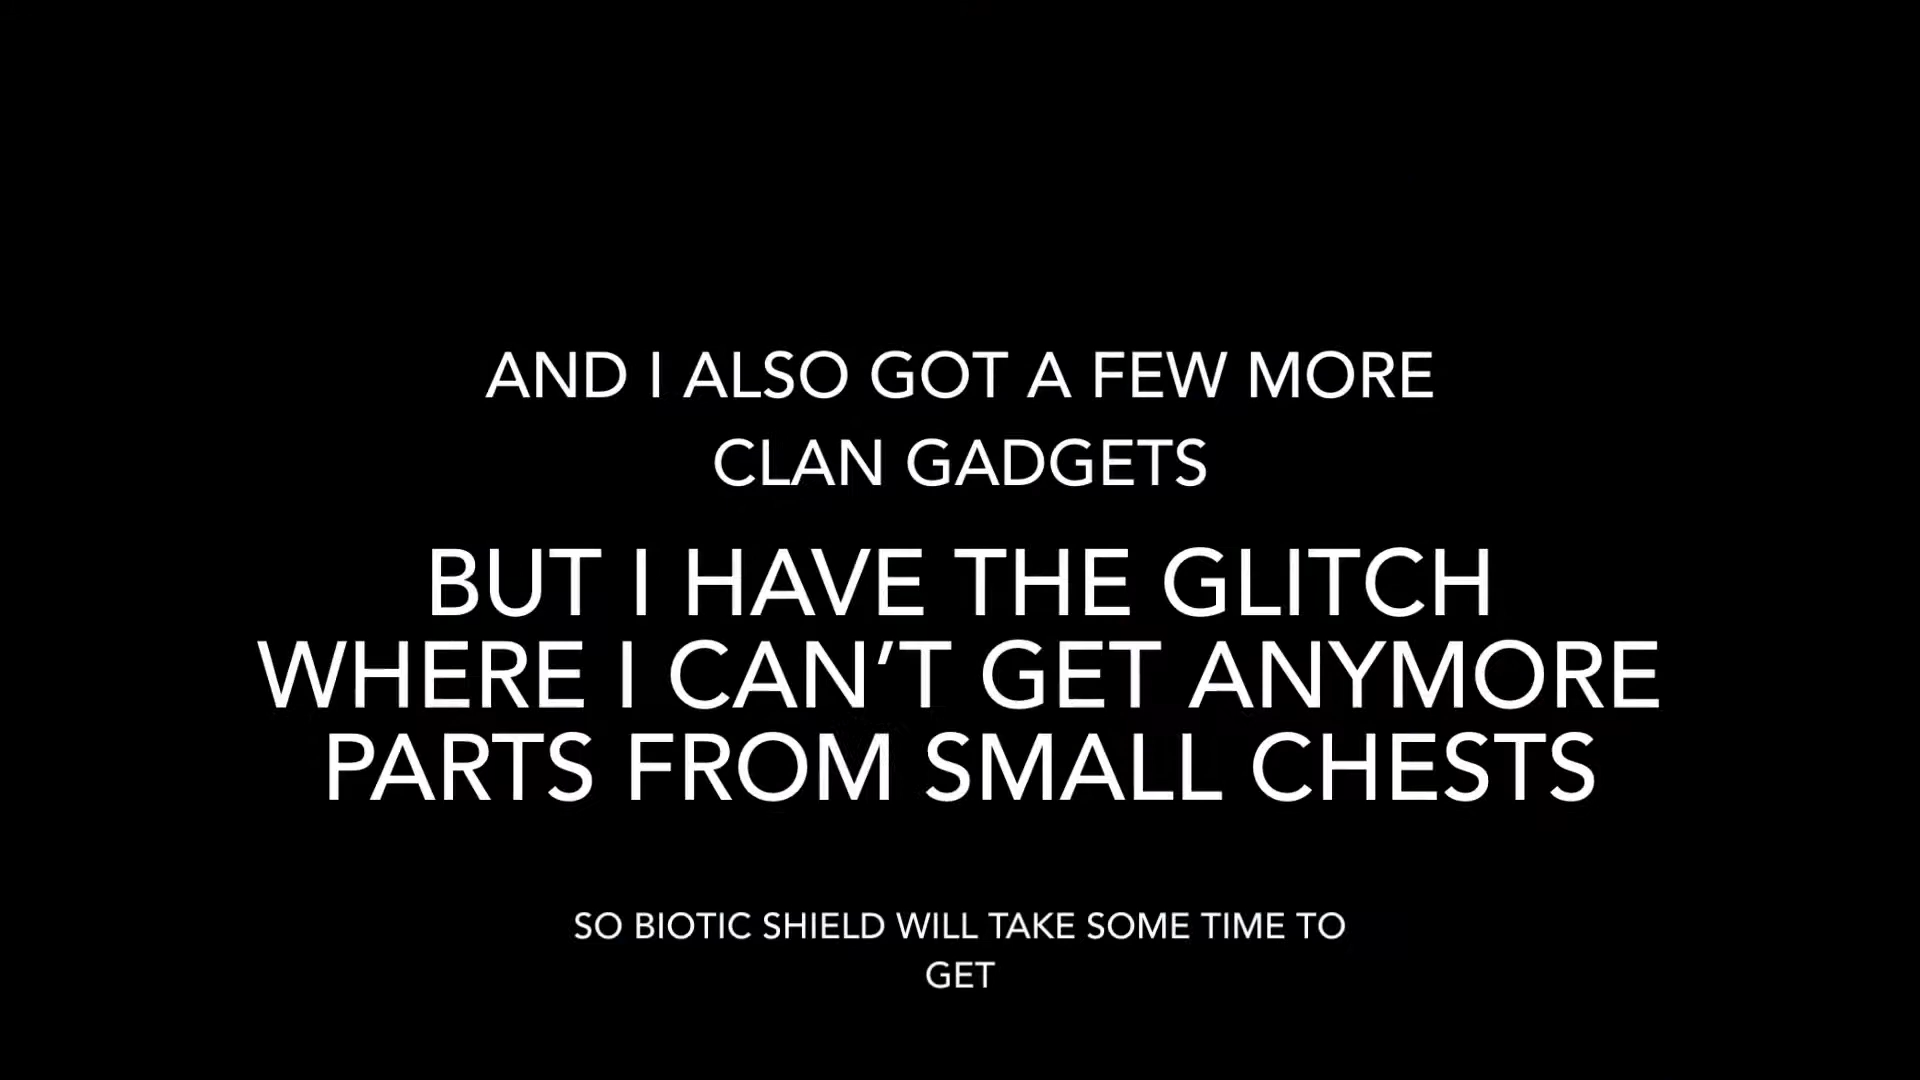 AND I ALSO GOT A FEW MORE
CLAN GADGETS
BUT I HAVE THE GLITCH
WHERE I CAN’T GET ANYMORE
PARTS FROM SMALL CHESTS
SO BIOTIC SHIELD WILL TAKE SOME TIME TO
GET